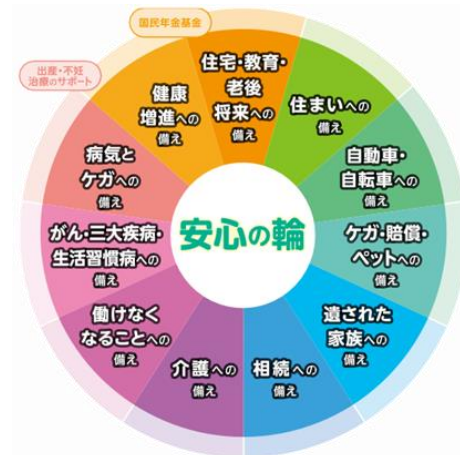 国民年金基金
出産・不妊
治療のサポート
住宅・教育・
老後
将来への
備え
住まいへの
備え
自動車・
自転車への
備え
ケガ・賠償・
ペットへの
備え
遺された
家族への
備え
相続への
備え
介護への
備え
働けなく
なることへの
備え
がん・三大疾病・
生活習慣病への
備え
病気と
ケガへの
備え
健康
増進への
備え
安心の輪